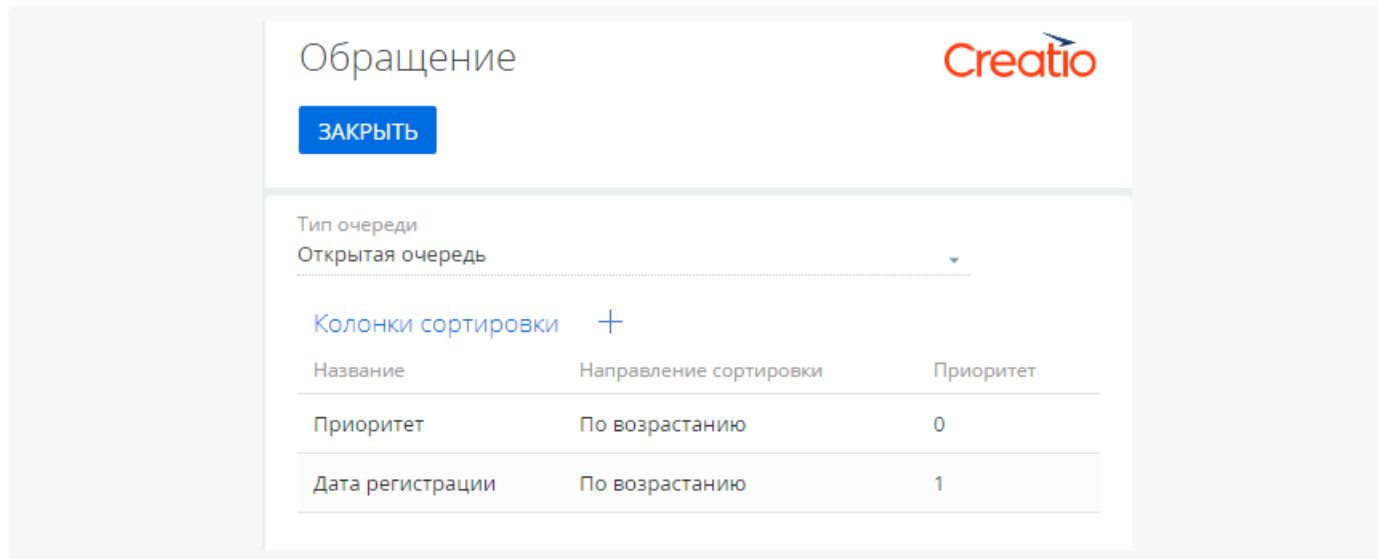 Обращение
Creatio
ЗАКРЫТЬ
Тип очереди
Открытая очередь
Колонки сортировки
Название Направление сортировки Приоритет
Приоритет По возрастанию 0
Дата регистрации По возрастанию 1